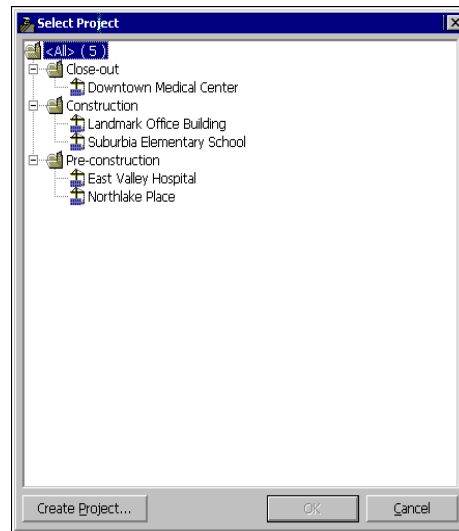 Select Project
<All> ( 5 )
Close-out
Downtown Medical Center
Construction
Landmark Office Building
Suburbia Elementary School
Pre-construction
East Valley Hospital
Northlake Place
Create Project... OK Cancel